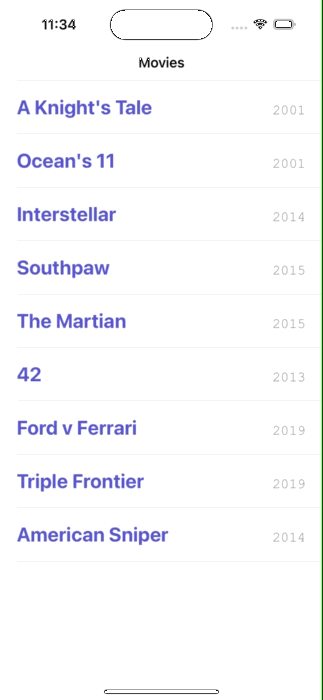 11:34
Movies
A Knight's Tale 2001
Ocean's 11 2001
Interstellar 2014
Southpaw 2015
The Martian 2015
42 2013
Ford v Ferrari 2019
Triple Frontier 2019
American Sniper 2014